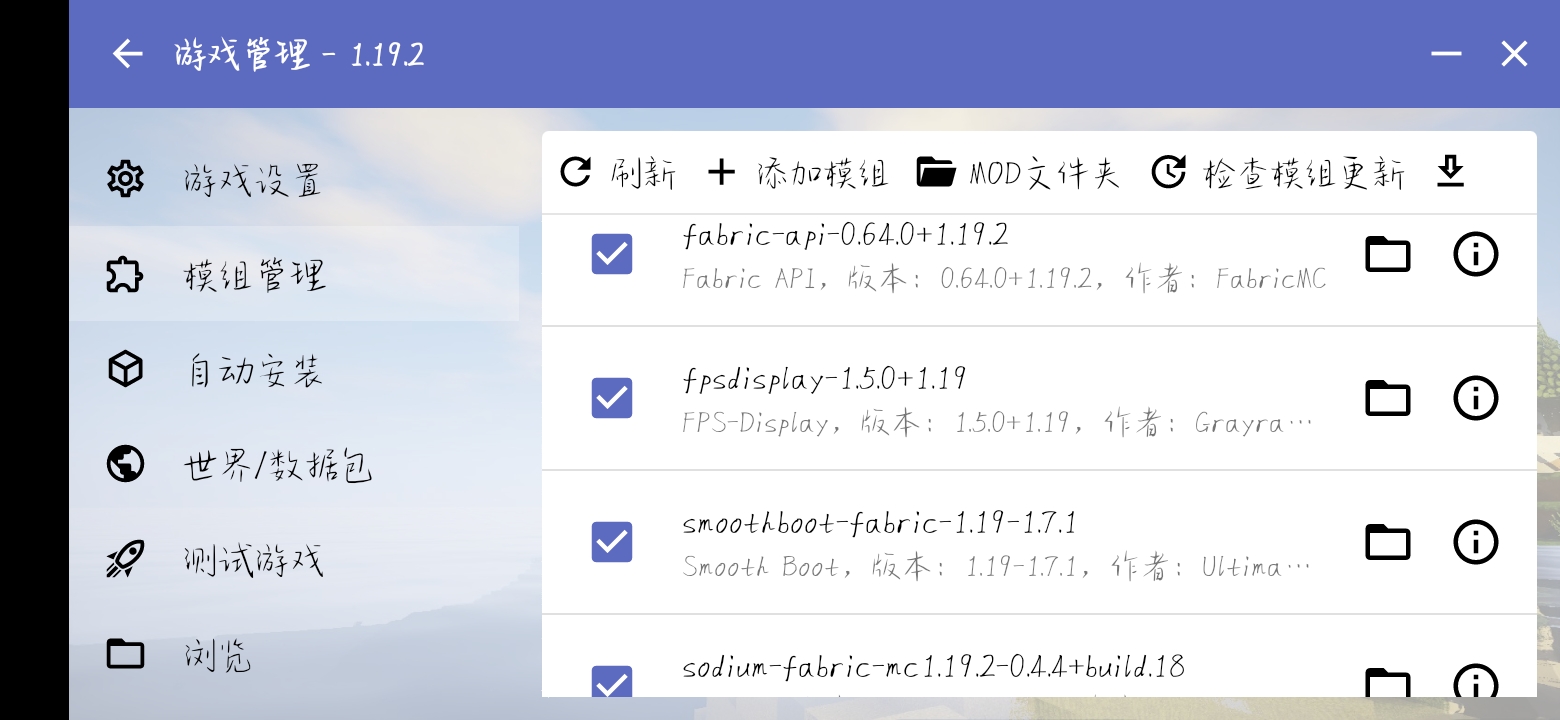 游戏管理 - 1.19.2
游戏设置
模组管理
自动安装
世界/数据包
测试游戏
浏览
刷新 添加模组 MOD文件夹 检查模组更新
fabric-api-0.64.0+1.19.2
Fabric API, 版本: 0.64.0+1.19.2, 作者: FabricMC
fpsdisplay-1.5.0+1.19
FPS-Display, 版本: 1.5.0+1.19, 作者: Grayra…
smoothboot-fabric-1.19-1.7.1
Smooth Boot, 版本: 1.19-1.7.1, 作者: Ultima…
sodium-fabric-mc1.19.2-0.4.4+build.18